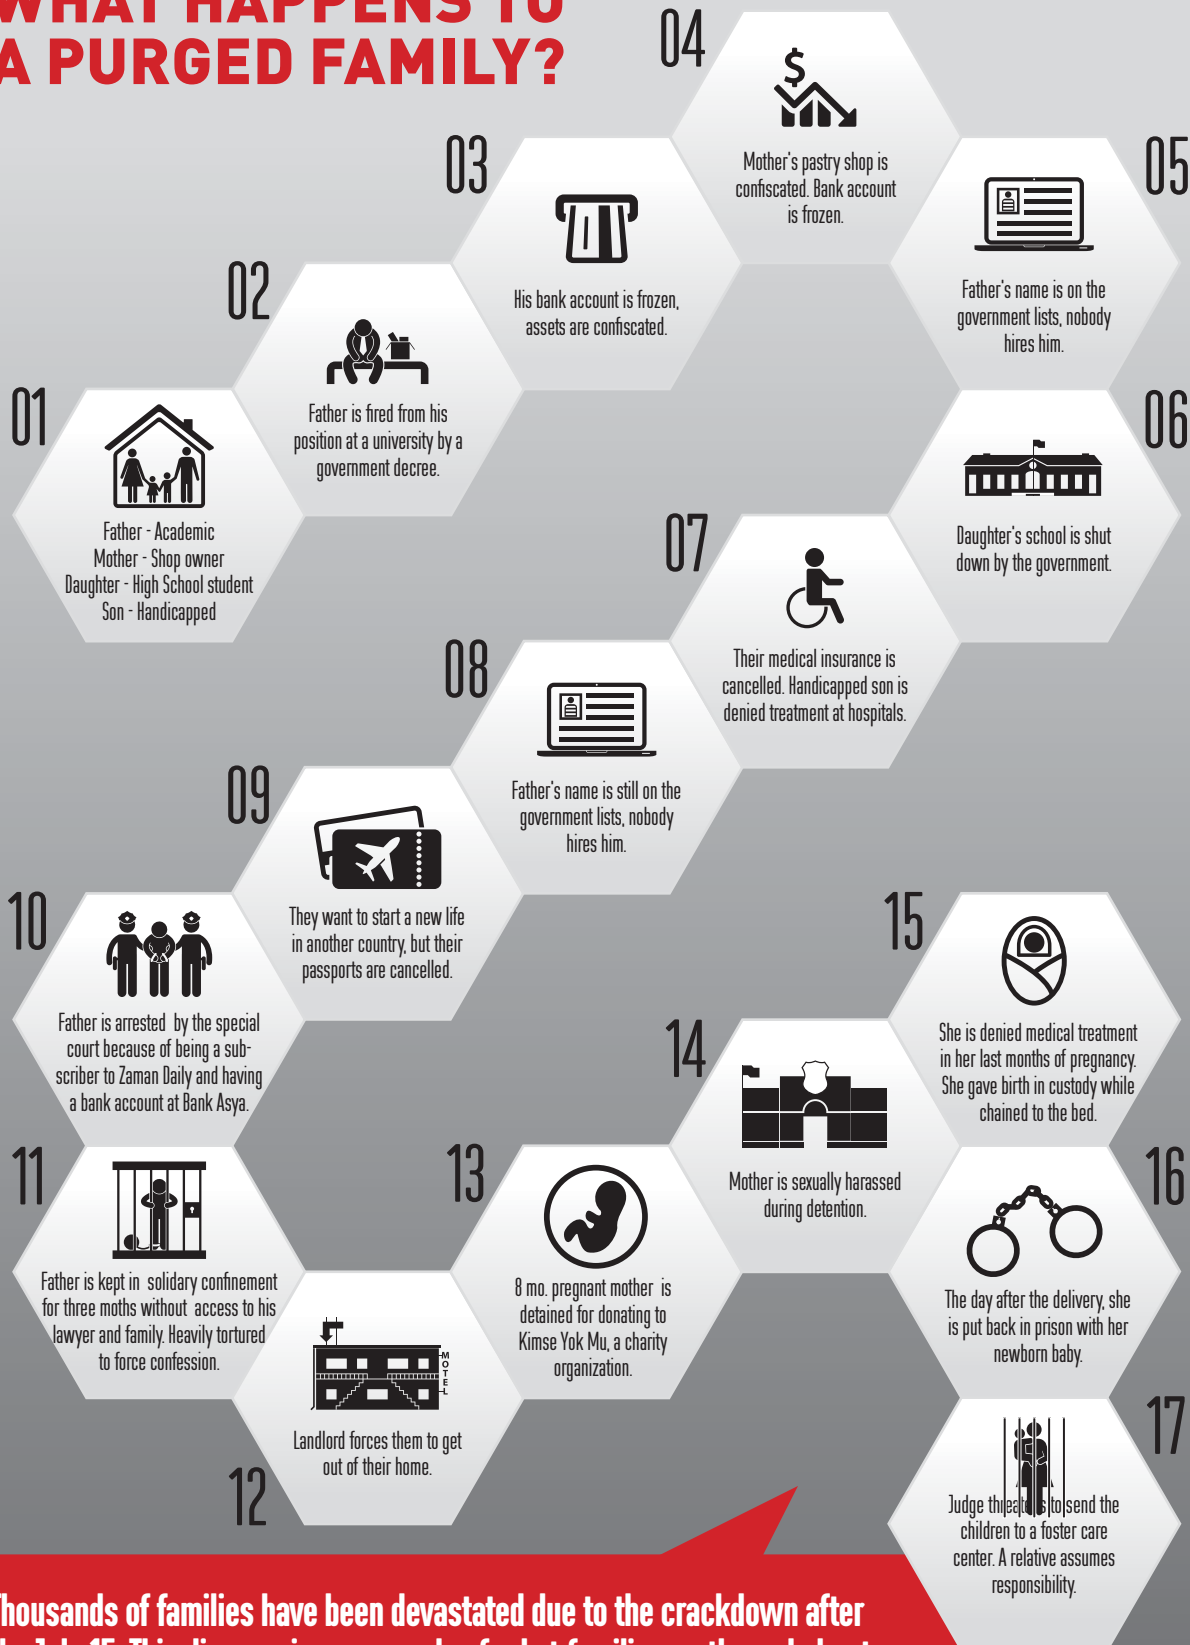 WHAT HAPPENS TO
A PURGED FAMILY?
01
Father - Academic
Mother - Shop owner
Daughter - High School student
Son - Handicapped
02
Father is fired from his
position at a university by a
government decree.
03
His bank account is frozen,
assets are confiscated.
04
Mother's pastry shop is
confiscated. Bank account
is frozen.
05
Father's name is on the
government lists, nobody
hires him.
06
Daughter's school is shut
down by the government.
07
Their medical insurance is
cancelled. Handicapped son is
denied treatment at hospitals.
08
Father's name is still on the
government lists, nobody
hires him.
09
They want to start a new life
in another country, but their
passports are cancelled.
10
Father is arrested by the special
court because of being a sub-
scriber to Zaman Daily and having
a bank account at Bank Asya.
11
Father is kept in solidary confinement
for three moths without access to his
lawyer and family. Heavily tortured
to force confession.
12
MOTEL
Landlord forces them to get
out of their home.
13
8 mo. pregnant mother is
detained for donating to
Kimse Yok Mu, a charity
organization.
14
Mother is sexually harassed
during detention.
15
She is denied medical treatment
in her last months of pregnancy.
She gave birth in custody while
chained to the bed.
16
The day after the delivery, she
is put back in prison with her
newborn baby.
17
Judge threatens to send the
children to a foster care
center. A relative assumes
responsibility.
Thousands of families have been devastated due to the crackdown after
July 15. This